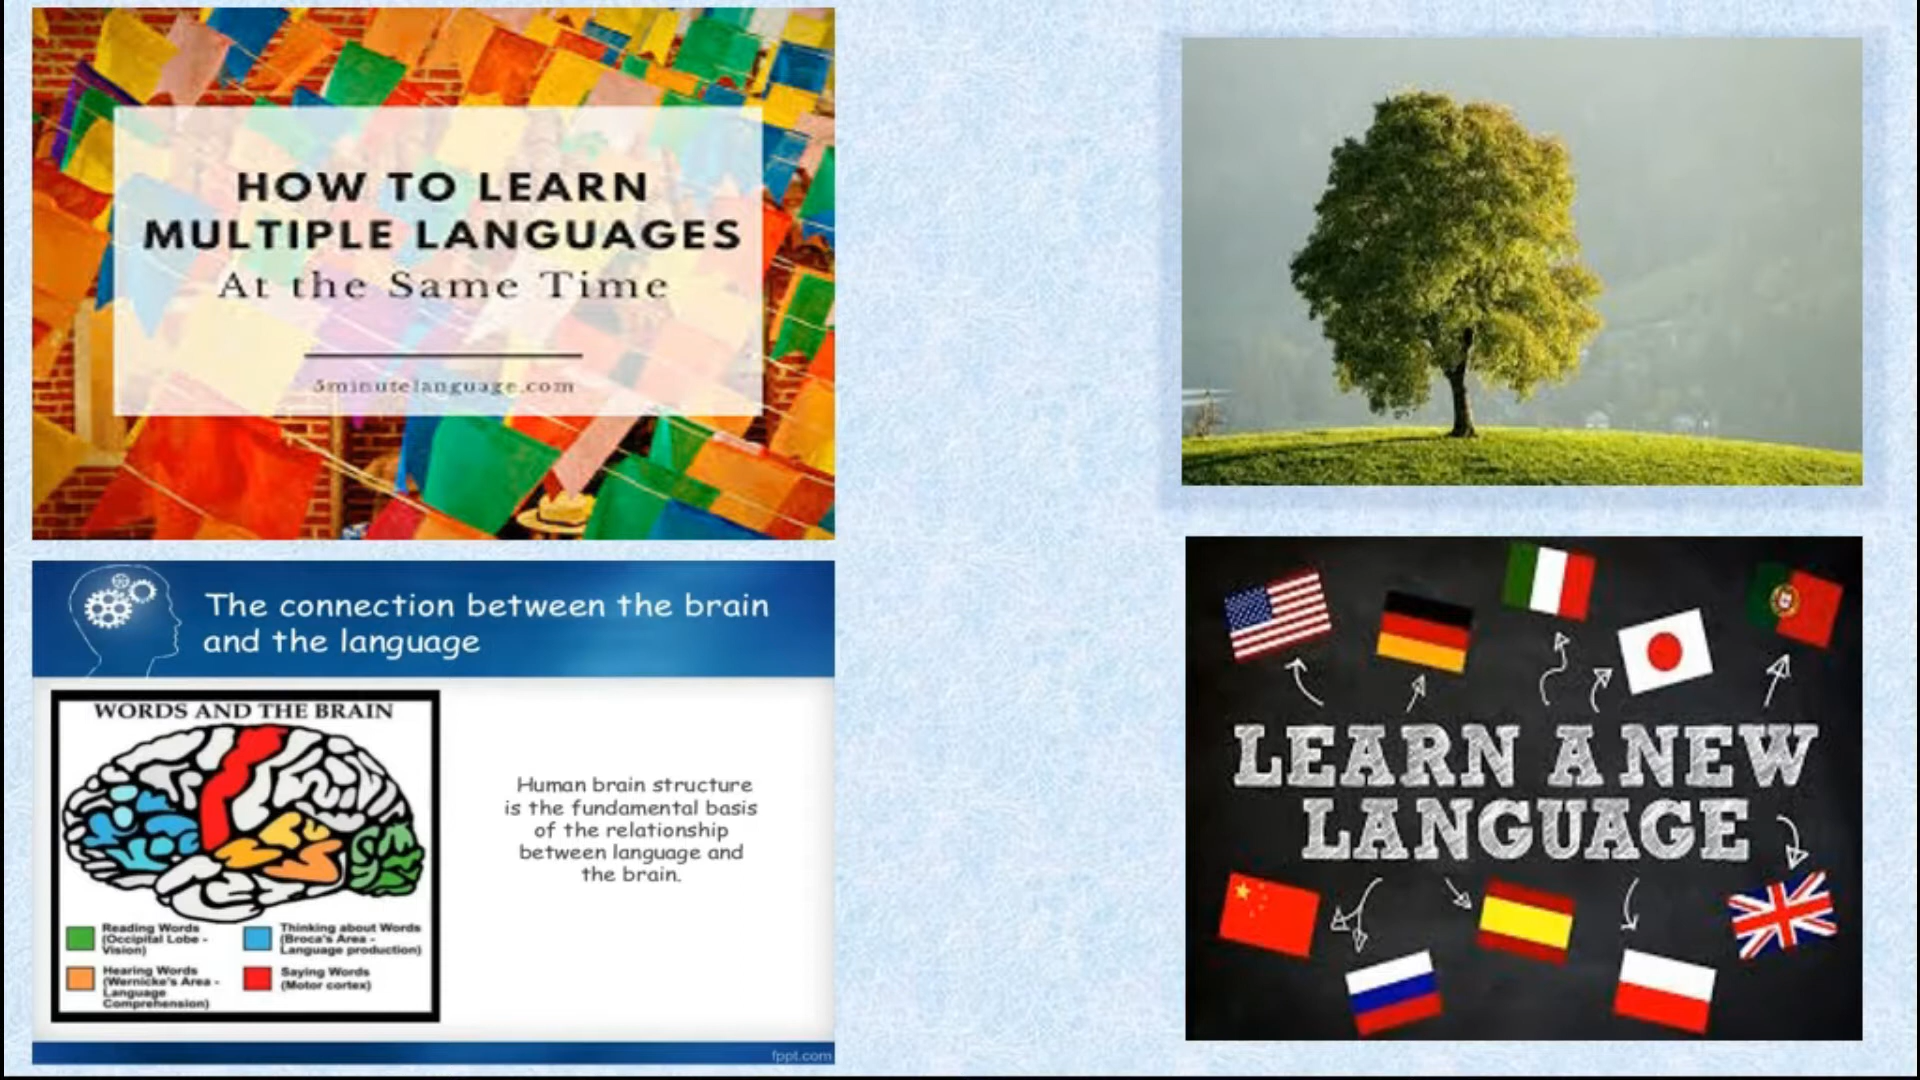 HOW TO LEARN
MULTIPLE LANGUAGES
At the Same Time
5minutelanguage.com
The connection between the brain
and the language
WORDS AND THE BRAIN
Reading Words
(Occipital Lobe -
Vision)
Thinking about Words
(Broca's Area -
Language production)
Hearing Words
(Wernicke's Area -
Language
Comprehension)
Saying Words
(Motor cortex)
Human brain structure
is the fundamental basis
of the relationship
between language and
the brain.
fppt.com
LEARN A NEW
LANGUAGE